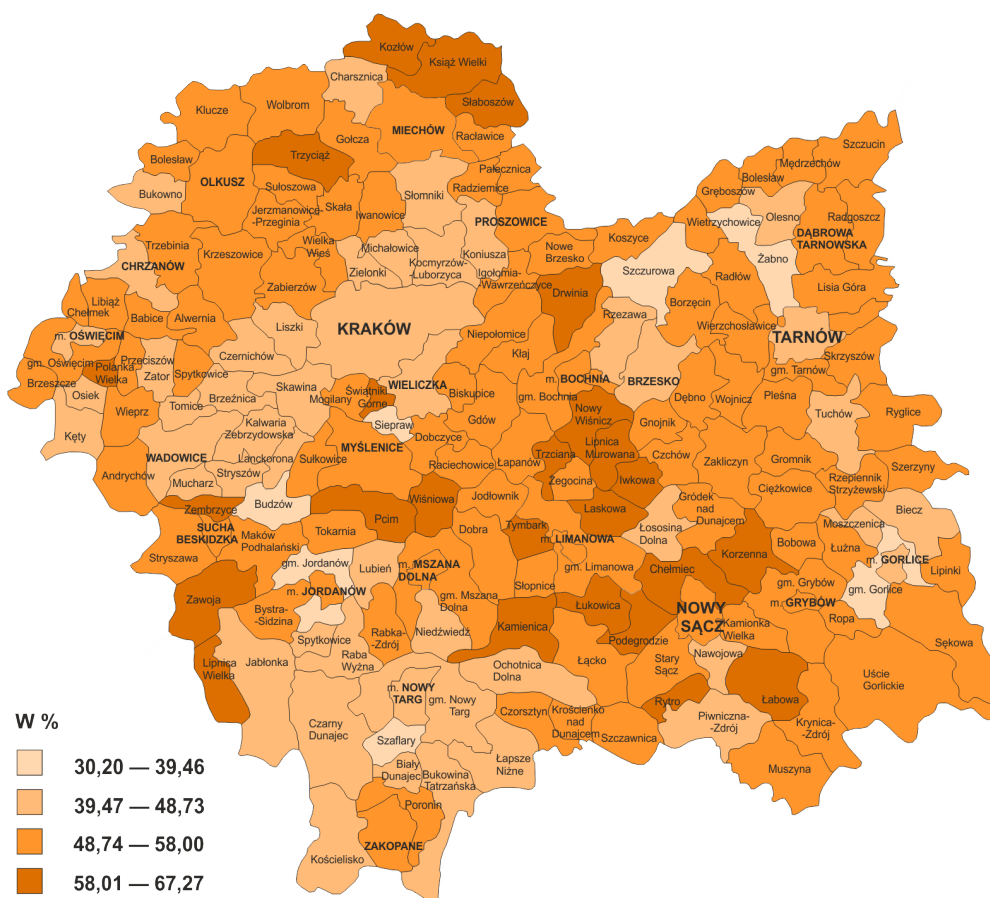 Kozłów
Książ Wielki
Charsznica
Słaboszów
Klucze
Wolbrom
MIECHÓW
Racławice
Gołcza
Szczucin
Bolesław
Trzyciąż
Mędrzechów
Pałecznica
Bolesław
OLKUSZ
Sułoszowa
Radziemice
Gręboszów
Bukowno
Słomniki
Jerzmanowice-
-Przeginia
Skała
Iwanowice
PROSZOWICE
Wietrzychowice
Olesno
Radgoszcz
DĄBROWA
TARNOWSKA
Trzebinia
Krzeszowice
Wielka
Wieś
Michałowice
Koniusza
Nowe
Brzesko
Koszyce
CHRZANÓW
Zielonki
Kocmyrzów-
-Luborzyca
Igołomia-
-Wawrzeńczyce
Szczurowa
Żabno
Radłów
Zabierzów
Drwinia
Lisia Góra
Libiąż
Chełmek
Babice
Alwernia
Borzęcin
Rzezawa
Liszki
KRAKÓW
Niepołomice
Wierzchosławice
TARNÓW
m. OŚWIĘCIM
Kłaj
Skrzyszów
gm. Oświęcim
Przeciszów
Czernichów
gm. Tarnów
Polanka
Wielka
Zator
Spytkowice
Brzeszcze
Skawina
Świątniki
Górne
WIELICZKA
Biskupice
m. BOCHNIA
BRZESKO
Osiek
Brzeźnica
Mogilany
gm. Bochnia
Dębno
Wojnicz
Pleśna
Wieprz
Tomice
Siepraw
Gdów
Nowy
Wiśnicz
Gnojnik
Tuchów
Ryglice
Kęty
Kalwaria
Zebrzydowska
Dobczyce
MYŚLENICE
Lipnica
Murowana
WADOWICE
Lanckorona
Sułkowice
Raciechowice
Łapanów
Trzciana
Czchów
Zakliczyn
Gromnik
Szerzyny
Andrychów
Stryszów
Mucharz
Żegocina
Iwkowa
Ciężkowice
Rzepiennik
Strzyżewski
Zembrzyce
Budzów
Wiśniowa
Jodłownik
Laskowa
Gródek
nad
Dunajcem
Biecz
SUCHA
BESKIDZKA
Maków
Podhalański
Tokarnia
Pcim
Dobra
Tymbark
m. LIMANOWA
Łososina
Dolna
Moszczenica
Bobowa
Łużna
Stryszawa
gm. Jordanów
Lubień
m. MSZANA
DOLNA
gm. Limanowa
Chełmiec
Korzenna
m. GORLICE
Lipinki
Zawoja
m. JORDANÓW
gm. Mszana
Dolna
Słopnice
gm. Grybów
gm. Gorlice
Bystra-
-Sidzina
Łukowica
NOWY
SĄCZ
m. GRYBÓW
Ropa
Spytkowice
Rabka-
-Zdrój
Niedźwiedź
Kamienica
Podegrodzie
Kamionka
Wielka
Sękowa
Lipnica
Wielka
Jabłonka
Raba
Wyżna
Ochotnica
Dolna
Łącko
Stary
Sącz
Nawojowa
Uście
Gorlickie
m. NOWY
TARG
gm. Nowy
Targ
Czorsztyn
Krościenko
nad
Dunajcem
Rytro
Łabowa
Czarny
Dunajec
Szczawnica
Piwniczna-
-Zdrój
Krynica-
-Zdrój
Szaflary
Łapsze
Niżne
Biały
Dunajec
Bukowina
Tatrzańska
Muszyna
Poronin
ZAKOPANE
Kościelisko
W %
30,20 — 39,46
39,47 — 48,73
48,74 — 58,00
58,01 — 67,27